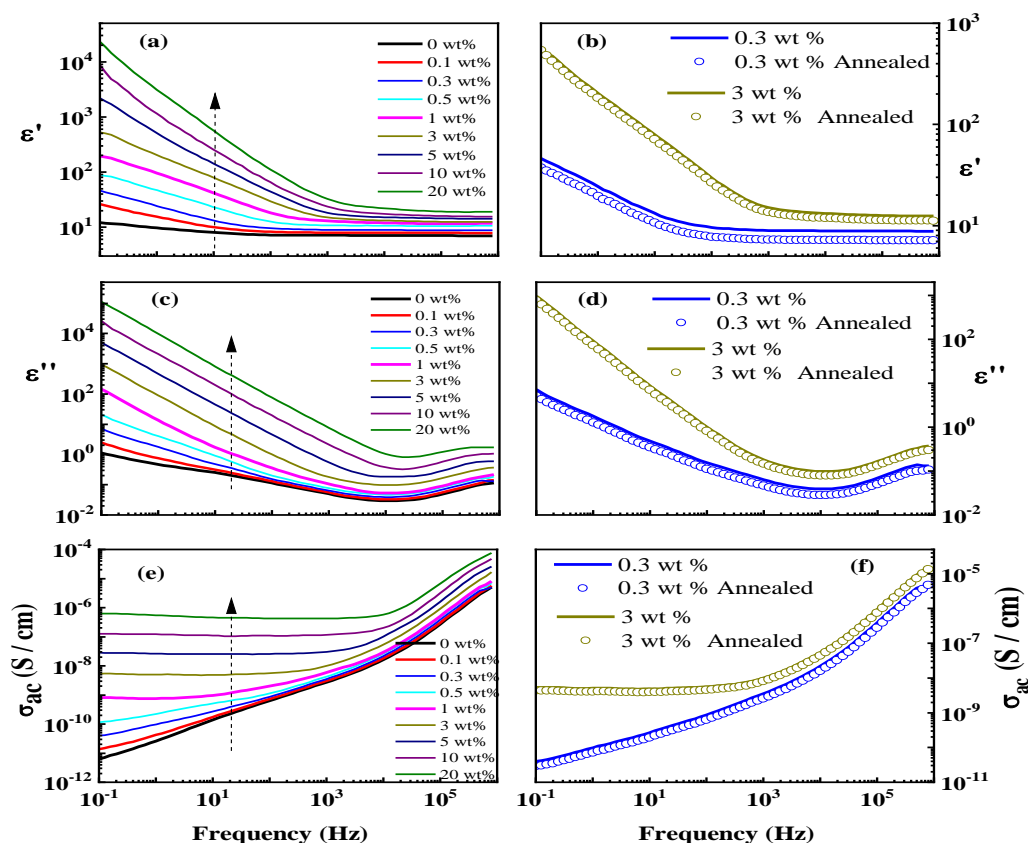 (a)
0 wt%
0.1 wt%
0.3 wt%
0.5 wt%
1 wt%
3 wt%
5 wt%
10 wt%
20 wt%
10^4
10^3
10^2
10^1
ε'
(b)
0.3 wt %
0.3 wt % Annealed
3 wt %
3 wt % Annealed
10^3
10^2
10^1
ε'
(c)
0 wt%
0.1 wt%
0.3 wt%
0.5 wt%
1 wt%
3 wt%
5 wt%
10 wt%
20 wt%
10^4
10^2
10^0
10^-2
ε''
(d)
0.3 wt %
0.3 wt % Annealed
3 wt %
3 wt % Annealed
10^2
10^0
10^-2
ε''
(e)
0 wt%
0.1 wt%
0.3 wt%
0.5 wt%
1 wt%
3 wt%
5 wt%
10 wt%
20 wt%
10^-4
10^-6
10^-8
10^-10
10^-12
σac (S / cm)
10^-1
10^1
10^3
10^5
Frequency (Hz)
(f)
0.3 wt %
0.3 wt % Annealed
3 wt %
3 wt % Annealed
10^-5
10^-7
10^-9
10^-11
σac (S / cm)
10^-1
10^1
10^3
10^5
Frequency (Hz)